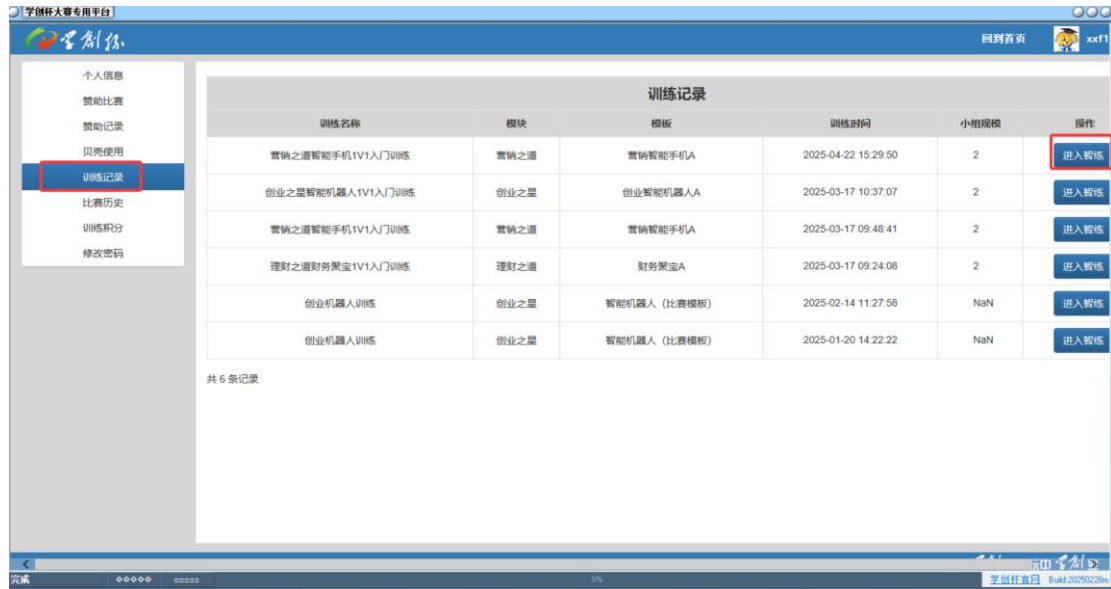 学创杯大赛专用平台
学创杯
回到首页
xxf1
个人信息
赞助比赛
赞助记录
贝壳使用
训练记录
比赛历史
训练积分
修改密码
训练记录
训练名称 模块 模板 训练时间 小组规模 操作
营销之道智能手机1V1入门训练 营销之道 营销智能手机A 2025-04-22 15:29:50 2 进入智练
创业之星智能机器人1V1入门训练 创业之星 创业智能机器人A 2025-03-17 10:37:07 2 进入智练
营销之道智能手机1V1入门训练 营销之道 营销智能手机A 2025-03-17 09:48:41 2 进入智练
理财之道财务聚宝1V1入门训练 理财之道 财务聚宝A 2025-03-17 09:24:08 2 进入智练
创业机器人训练 创业之星 智能机器人（比赛模板） 2025-02-14 11:27:58 NaN 进入智练
创业机器人训练 创业之星 智能机器人（比赛模板） 2025-01-20 14:22:22 NaN 进入智练
共 6 条记录
完成 0% 学创杯官网 Build 20250228m